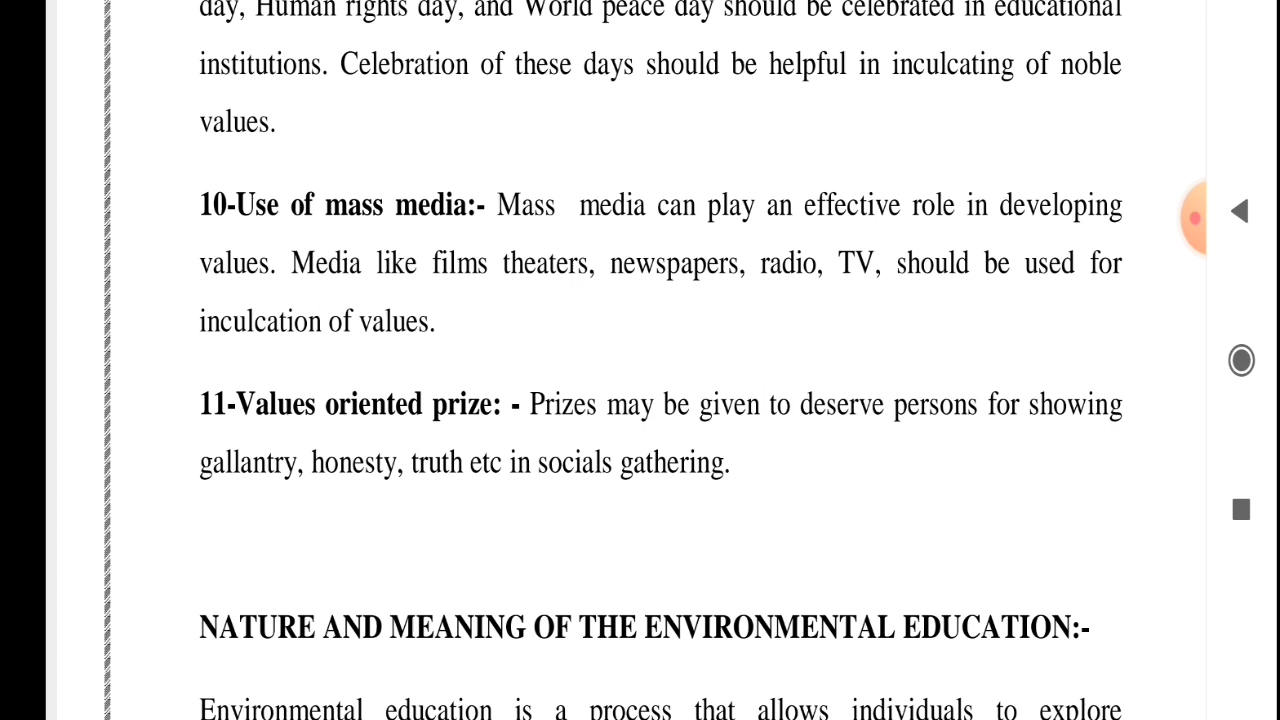 day, Human rights day, and World peace day should be celebrated in educational
institutions. Celebration of these days should be helpful in inculcating of noble
values.
10-Use of mass media:- Mass media can play an effective role in developing
values. Media like films theaters, newspapers, radio, TV, should be used for
inculcation of values.
11-Values oriented prize: - Prizes may be given to deserve persons for showing
gallantry, honesty, truth etc in socials gathering.
NATURE AND MEANING OF THE ENVIRONMENTAL EDUCATION:-
Environmental education is a process that allows individuals to explore